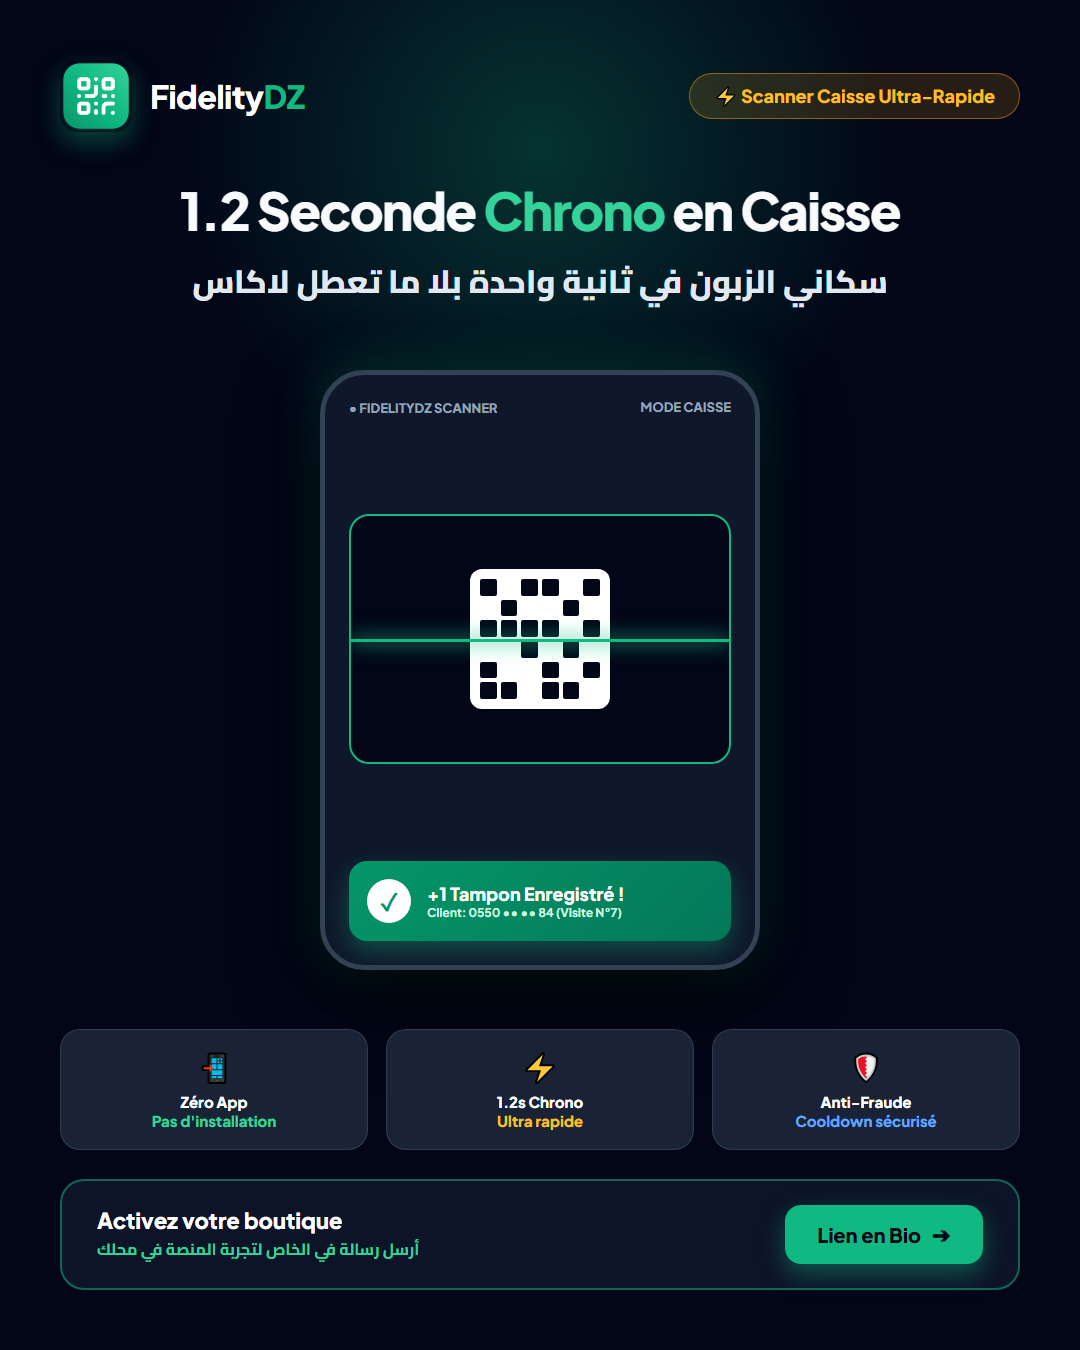 FidelityDZ
⚡ Scanner Caisse Ultra-Rapide
1.2 Seconde Chrono en Caisse
سكاني الزبون في ثانية واحدة بلا ما تعطل لاكاس
● FIDELITYDZ SCANNER
MODE CAISSE
✓
+1 Tampon Enregistré !
Client: 0550 •• •• 84 (Visite N°7)
Zéro App
Pas d'installation
1.2s Chrono
Ultra rapide
Anti-Fraude
Cooldown sécurisé
Activez votre boutique
أرسل رسالة في الخاص لتجربة المنصة في محلك
Lien en Bio ➔